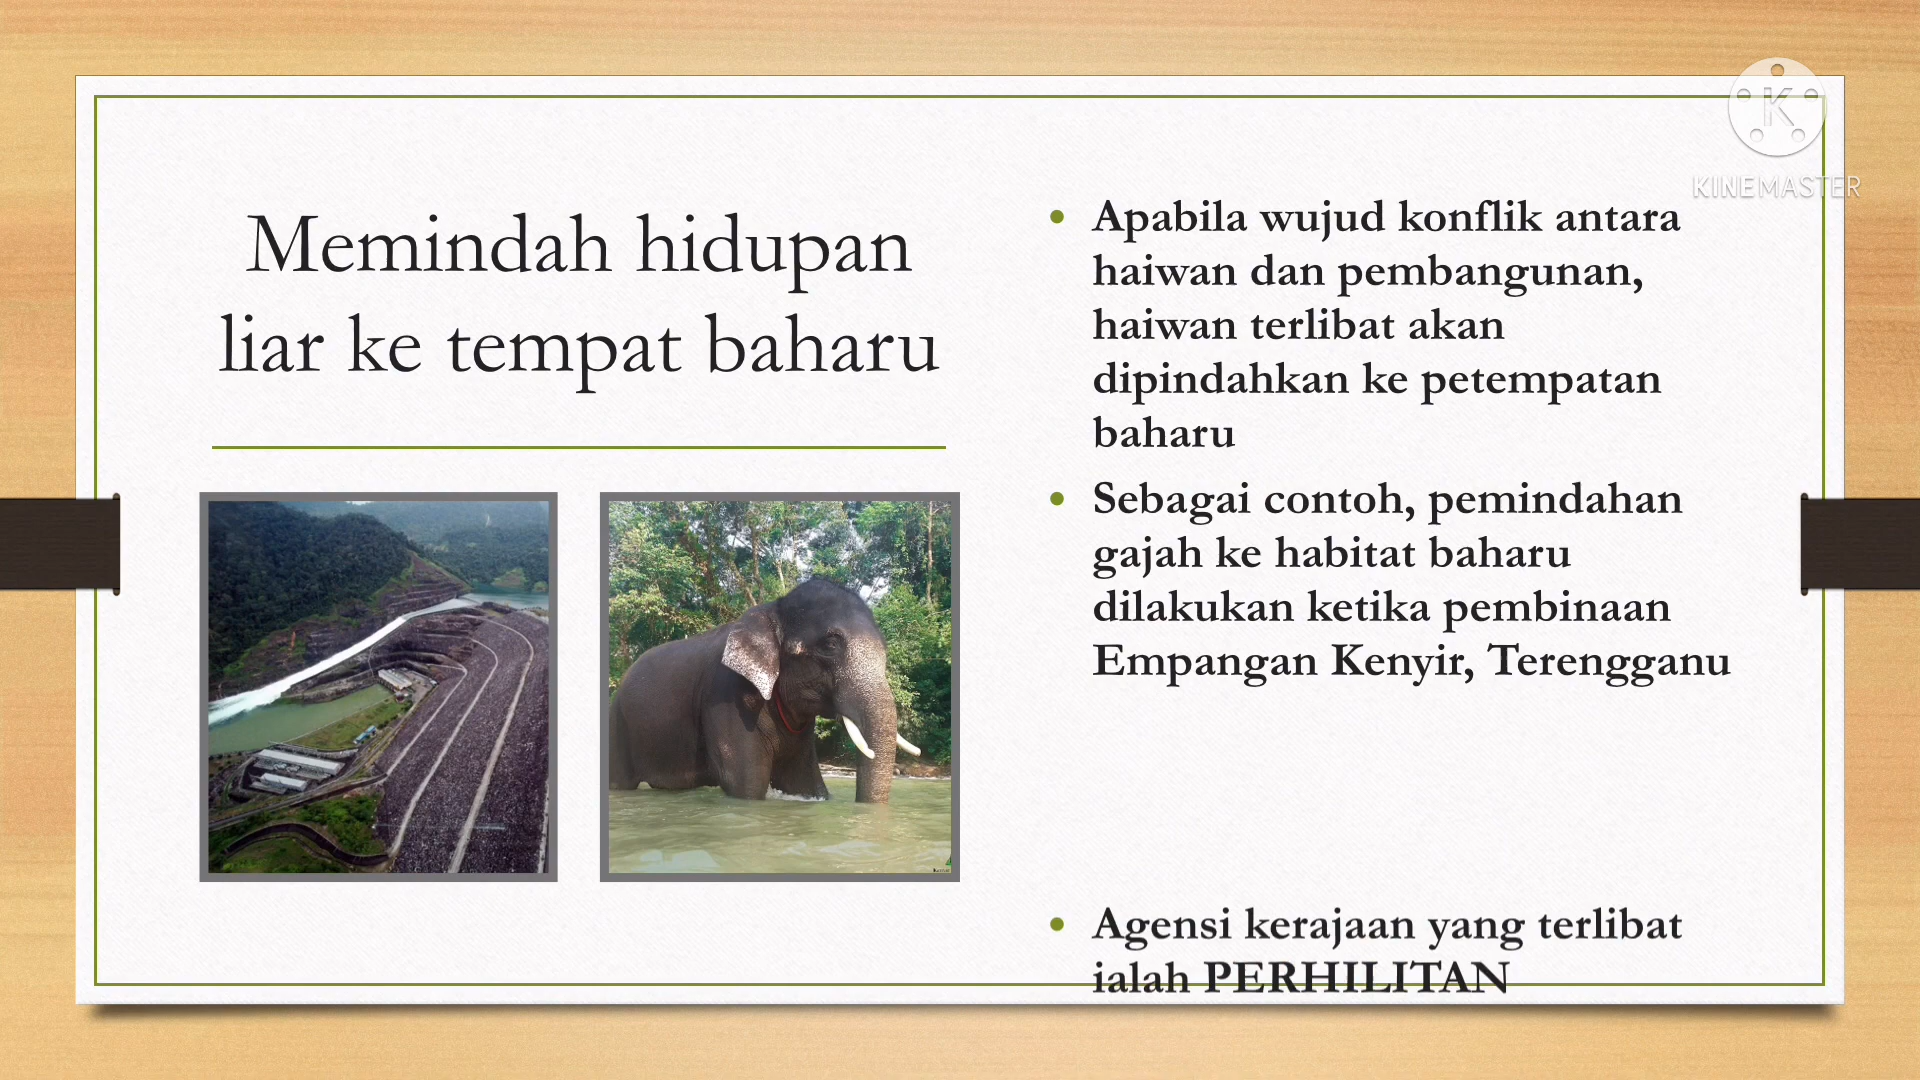 Memindah hidupan
liar ke tempat baharu
Apabila wujud konflik antara
haiwan dan pembangunan,
haiwan terlibat akan
dipindahkan ke petempatan
baharu
Sebagai contoh, pemindahan
gajah ke habitat baharu
dilakukan ketika pembinaan
Empangan Kenyir, Terengganu
Agensi kerajaan yang terlibat
ialah PERHILITAN
K
KINEMASTER